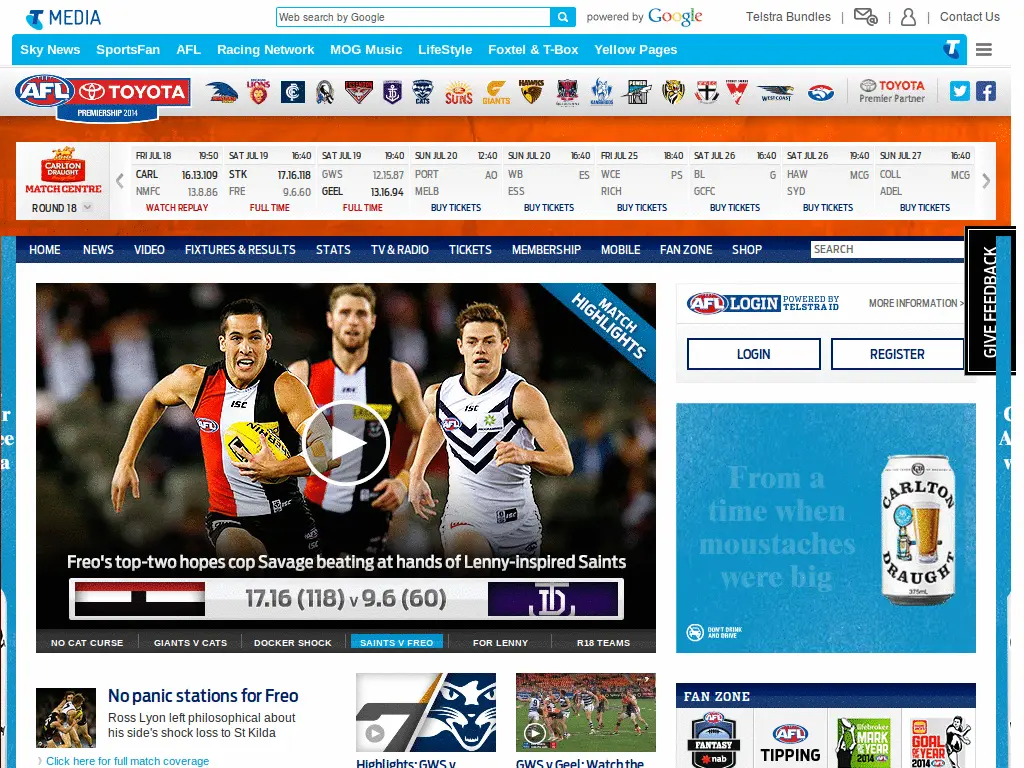 T MEDIA
Web search by Google
powered by Google
Telstra Bundles | | | Contact Us
Sky News SportsFan AFL Racing Network MOG Music LifeStyle Foxtel & T-Box Yellow Pages
AFL TOYOTA
PREMIERSHIP 2014
CATS SUNS GIANTS HAWKS WEST COAST
TOYOTA
Premier Partner
CARLTON DRAUGHT
MATCH CENTRE
ROUND 18
FRI JUL 18 19:50
CARL 16.13.109
NMFC 13.8.86
WATCH REPLAY
SAT JUL 19 16:40
STK 17.16.118
FRE 9.6.60
FULL TIME
SAT JUL 19 19:40
GWS 12.15.87
GEEL 13.16.94
FULL TIME
SUN JUL 20 12:40
PORT AO
MELB
BUY TICKETS
SUN JUL 20 16:40
WB ES
ESS
BUY TICKETS
FRI JUL 25 18:40
WCE PS
RICH
BUY TICKETS
SAT JUL 26 16:40
BL G
GCFC
BUY TICKETS
SAT JUL 26 19:40
HAW MCG
SYD
BUY TICKETS
SUN JUL 27 16:40
COLL MCG
ADEL
BUY TICKETS
HOME NEWS VIDEO FIXTURES & RESULTS STATS TV & RADIO TICKETS MEMBERSHIP MOBILE FAN ZONE SHOP
SEARCH
GIVE FEEDBACK
MATCH
HIGHLIGHTS
Freo's top-two hopes cop Savage beating at hands of Lenny-inspired Saints
17.16 (118) v 9.6 (60)
NO CAT CURSE GIANTS V CATS DOCKER SHOCK SAINTS V FREO FOR LENNY R18 TEAMS
AFL LOGIN POWERED BY TELSTRA ID
MORE INFORMATION >
LOGIN REGISTER
From a
time when
moustaches
were big
CARLTON
DRAUGHT
375mL
DON'T DRINK
AND DRIVE
No panic stations for Freo
Ross Lyon left philosophical about
his side's shock loss to St Kilda
Click here for full match coverage
Highlights: GWS v
GWS v Geel: Watch the
FAN ZONE
AFL FANTASY nab
AFL TIPPING
lifebroker MARK OF THE YEAR 2014
GOAL OF THE YEAR 2014